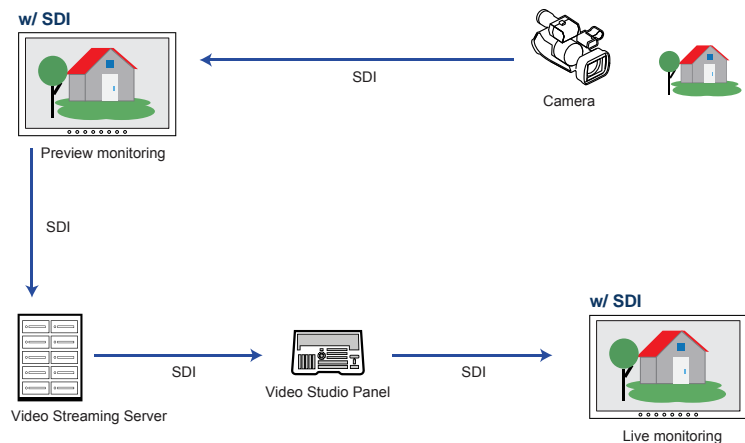 w/ SDI
SDI
Camera
Preview monitoring
SDI
w/ SDI
SDI
Video Studio Panel
SDI
Video Streaming Server
Live monitoring